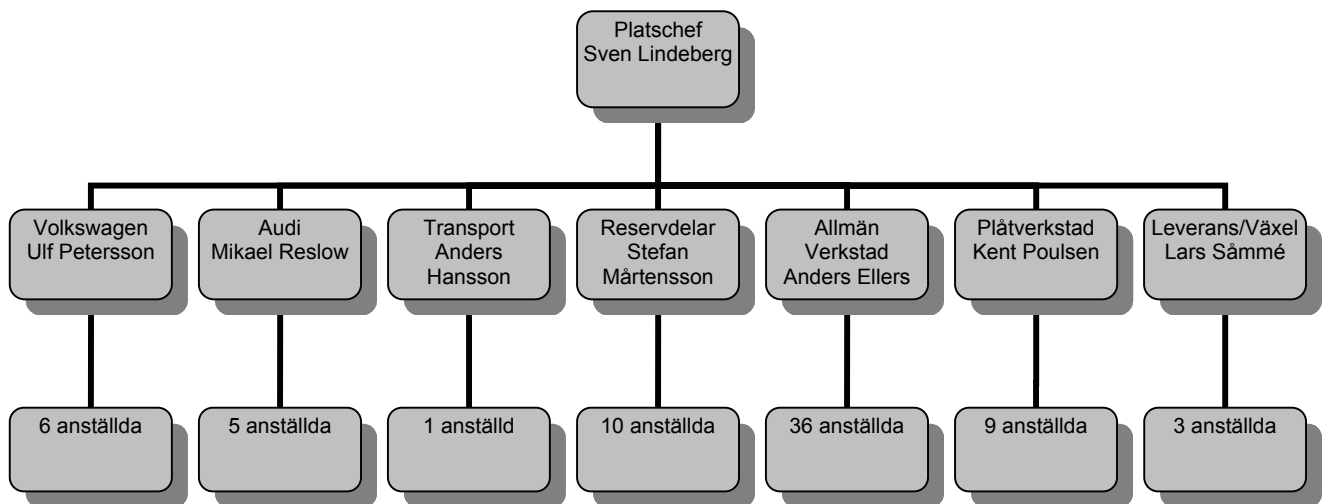 Platschef
Sven Lindeberg
Volkswagen
Ulf Petersson
Audi
Mikael Reslow
Transport
Anders
Hansson
Reservdelar
Stefan
Mårtensson
Allmän
Verkstad
Anders Ellers
Plåtverkstad
Kent Poulsen
Leverans/Växel
Lars Såmmé
6 anställda
5 anställda
1 anställd
10 anställda
36 anställda
9 anställda
3 anställda